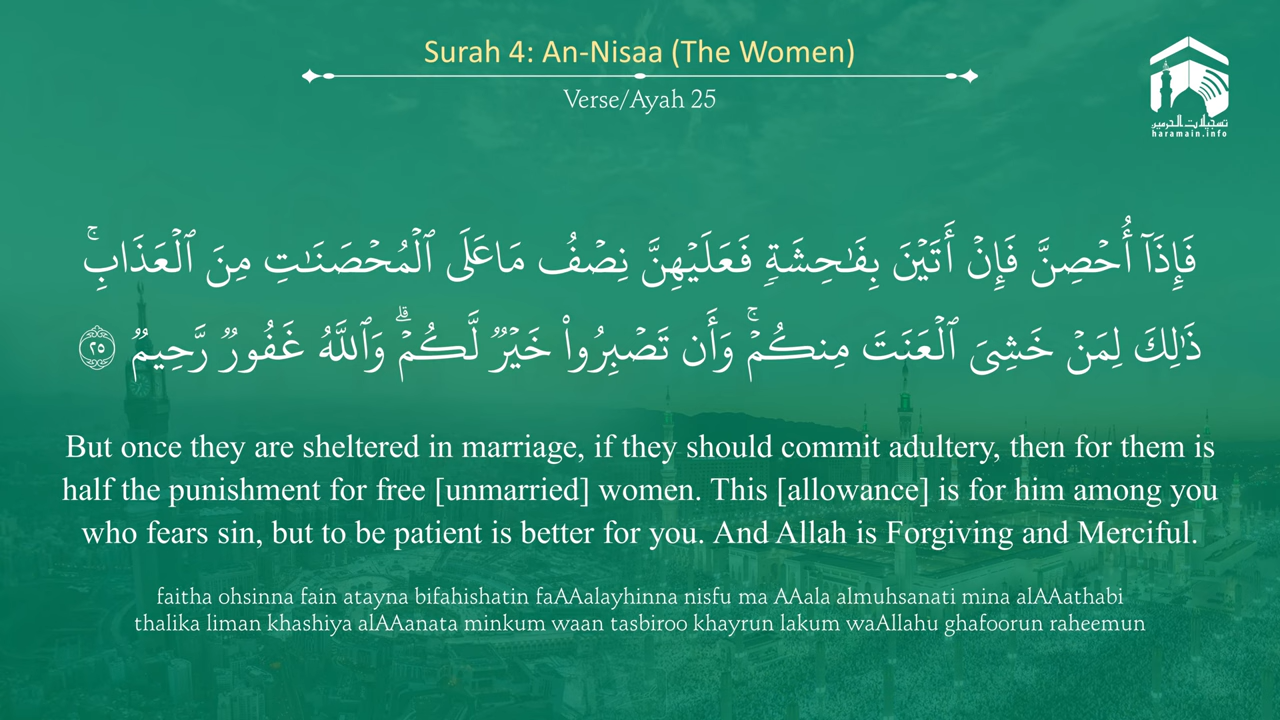 Surah 4: An-Nisaa (The Women)
Verse/Ayah 25
تسجيلات الحرمين
haramain.info
فَإِذَآ أُحۡصِنَّ فَإِنۡ أَتَيۡنَ بِفَٰحِشَةٖ فَعَلَيۡهِنَّ نِصۡفُ مَا عَلَى ٱلۡمُحۡصَنَٰتِ مِنَ ٱلۡعَذَابِۚ
ذَٰلِكَ لِمَنۡ خَشِيَ ٱلۡعَنَتَ مِنكُمۡۚ وَأَن تَصۡبِرُواْ خَيۡرٞ لَّكُمۡۗ وَٱللَّهُ غَفُورٞ رَّحِيمٞ ٢٥
But once they are sheltered in marriage, if they should commit adultery, then for them is
half the punishment for free [unmarried] women. This [allowance] is for him among you
who fears sin, but to be patient is better for you. And Allah is Forgiving and Merciful.
faitha ohsinna fain atayna bifahishatin faAAalayhinna nisfu ma AAala almuhsanati mina alAAathabi
thalika liman khashiya alAAanata minkum waan tasbiroo khayrun lakum waAllahu ghafoorun raheemun